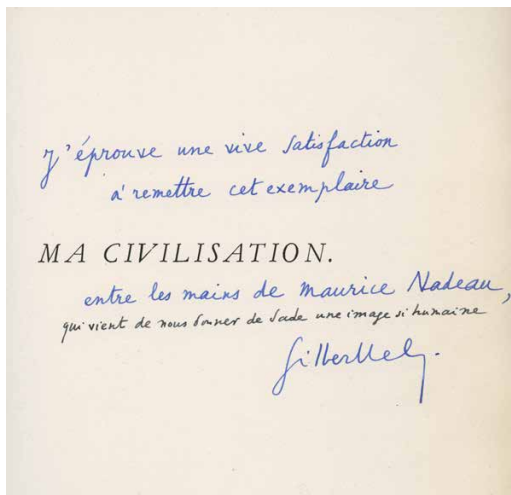 J'éprouve une vive satisfaction
à remettre cet exemplaire
MA CIVILISATION.
entre les mains de Maurice Nadeau,
qui vient de nous donner de Sade une image si humaine
Gilbert Lely.